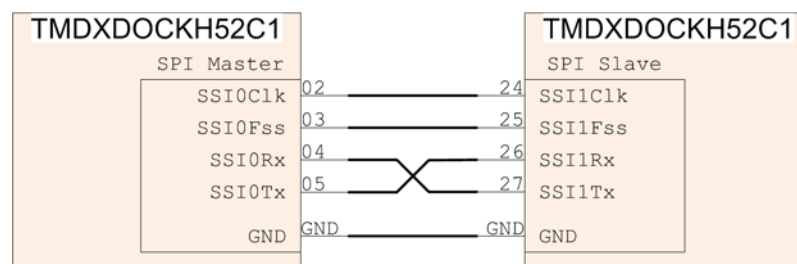 TMDXDOCKH52C1 TMDXDOCKH52C1
SPI Master SPI Slave
SSI0Clk 02 24 SSI1Clk
SSI0Fss 03 25 SSI1Fss
SSI0Rx 04 26 SSI1Rx
SSI0Tx 05 27 SSI1Tx
GND GND GND GND